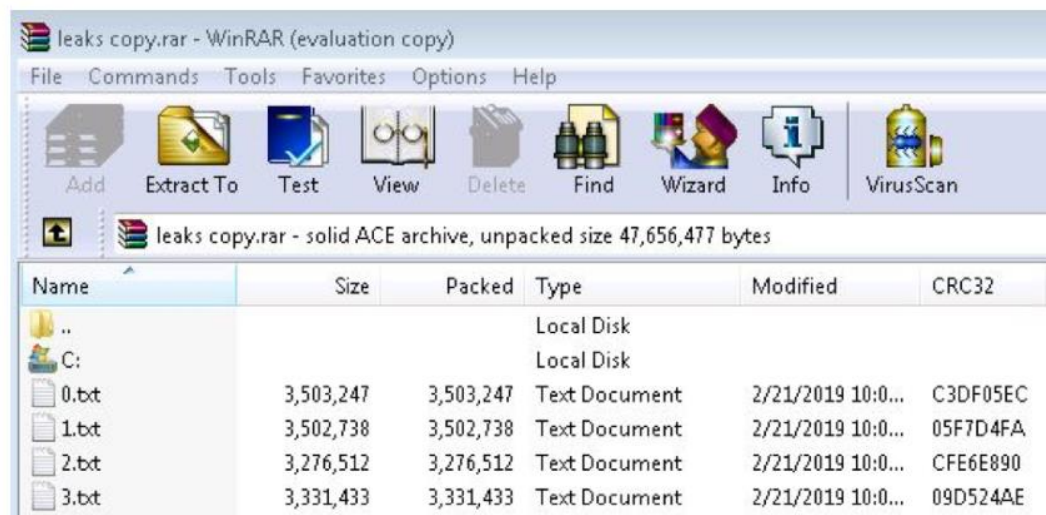 leaks copy.rar - WinRAR (evaluation copy)
File Commands Tools Favorites Options Help
Add Extract To Test View Delete Find Wizard Info VirusScan
leaks copy.rar - solid ACE archive, unpacked size 47,656,477 bytes
Name Size Packed Type Modified CRC32
.. Local Disk
C: Local Disk
0.txt 3,503,247 3,503,247 Text Document 2/21/2019 10:0... C3DF05EC
1.txt 3,502,738 3,502,738 Text Document 2/21/2019 10:0... 05F7D4FA
2.txt 3,276,512 3,276,512 Text Document 2/21/2019 10:0... CFE6E890
3.txt 3,331,433 3,331,433 Text Document 2/21/2019 10:0... 09D524AE